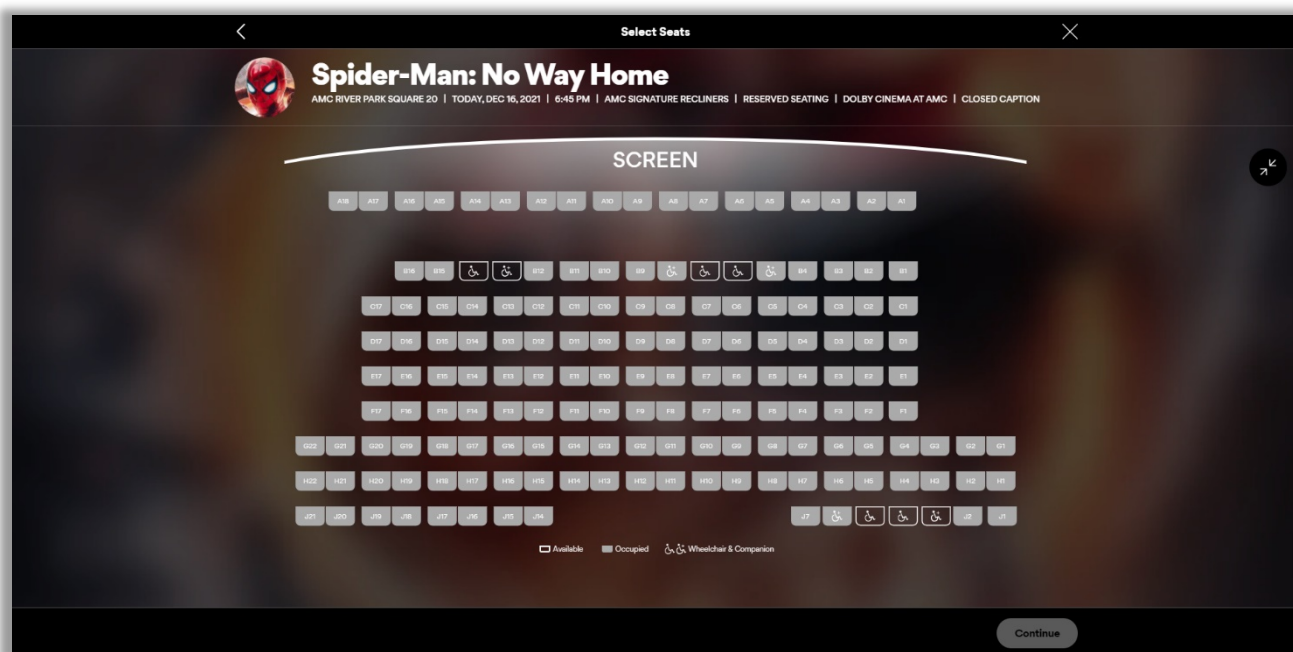 Select Seats
Spider-Man: No Way Home
AMC RIVER PARK SQUARE 20 | TODAY, DEC 16, 2021 | 6:45 PM | AMC SIGNATURE RECLINERS | RESERVED SEATING | DOLBY CINEMA AT AMC | CLOSED CAPTION
SCREEN
A18 A17 A16 A15 A14 A13 A12 A11 A10 A9 A8 A7 A6 A5 A4 A3 A2 A1
B16 B15 B12 B11 B10 B9 B4 B3 B2 B1
C17 C16 C15 C14 C13 C12 C11 C10 C9 C8 C7 C6 C5 C4 C3 C2 C1
D17 D16 D15 D14 D13 D12 D11 D10 D9 D8 D7 D6 D5 D4 D3 D2 D1
E17 E16 E15 E14 E13 E12 E11 E10 E9 E8 E7 E6 E5 E4 E3 E2 E1
F17 F16 F15 F14 F13 F12 F11 F10 F9 F8 F7 F6 F5 F4 F3 F2 F1
G22 G21 G20 G19 G18 G17 G16 G15 G14 G13 G12 G11 G10 G9 G8 G7 G6 G5 G4 G3 G2 G1
H22 H21 H20 H19 H18 H17 H16 H15 H14 H13 H12 H11 H10 H9 H8 H7 H6 H5 H4 H3 H2 H1
J21 J20 J19 J18 J17 J16 J15 J14 J7 J2 J1
Available Occupied Wheelchair & Companion
Continue